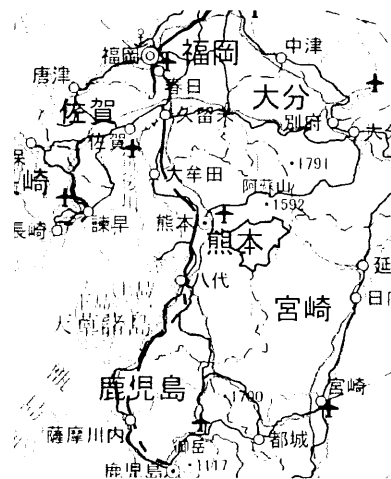 福岡
福岡
中津
唐津
春日
佐賀
大分
佐賀
久留米
別府
崎
大牟田
・1791
阿蘇山
・1592
長崎
諫早
熊本
熊本
八代
延
日
天草諸島
宮崎
鹿児島
・1700
宮崎
薩摩川内
御岳
都城
鹿児島
・1117